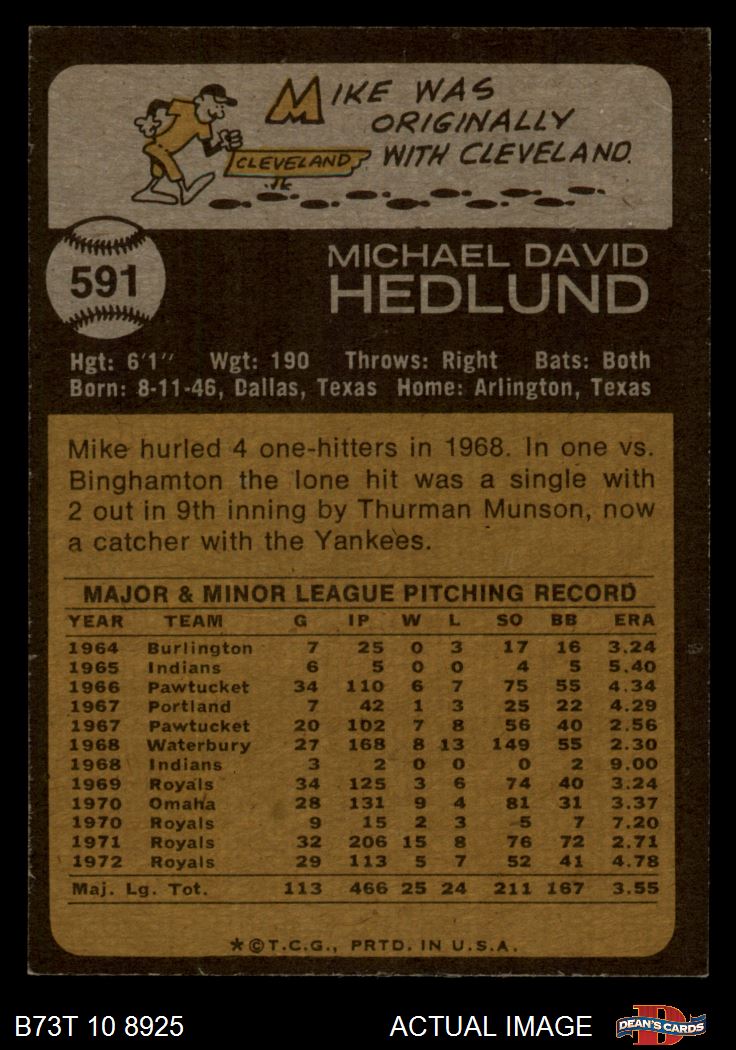 MIKE WAS
ORIGINALLY
WITH CLEVELAND.
CLEVELAND
591
MICHAEL DAVID
HEDLUND
Hgt: 6'1" Wgt: 190 Throws: Right Bats: Both
Born: 8-11-46, Dallas, Texas Home: Arlington, Texas
Mike hurled 4 one-hitters in 1968. In one vs.
Binghamton the lone hit was a single with
2 out in 9th inning by Thurman Munson, now
a catcher with the Yankees.
MAJOR & MINOR LEAGUE PITCHING RECORD
YEAR TEAM G IP W L SO BB ERA
1964 Burlington 7 25 0 3 17 16 3.24
1965 Indians 6 5 0 0 4 5 5.40
1966 Pawtucket 34 110 6 7 75 55 4.34
1967 Portland 7 42 1 3 25 22 4.29
1967 Pawtucket 20 102 7 8 56 40 2.56
1968 Waterbury 27 168 8 13 149 55 2.30
1968 Indians 3 2 0 0 0 2 9.00
1969 Royals 34 125 3 6 74 40 3.24
1970 Omaha 28 131 9 4 81 31 3.37
1970 Royals 9 15 2 3 5 7 7.20
1971 Royals 32 206 15 8 76 72 2.71
1972 Royals 29 113 5 7 52 41 4.78
Maj. Lg. Tot. 113 466 25 24 211 167 3.55
*©T.C.G., PRTD. IN U.S.A.
B73T 10 8925 ACTUAL IMAGE D DEAN'S CARDS